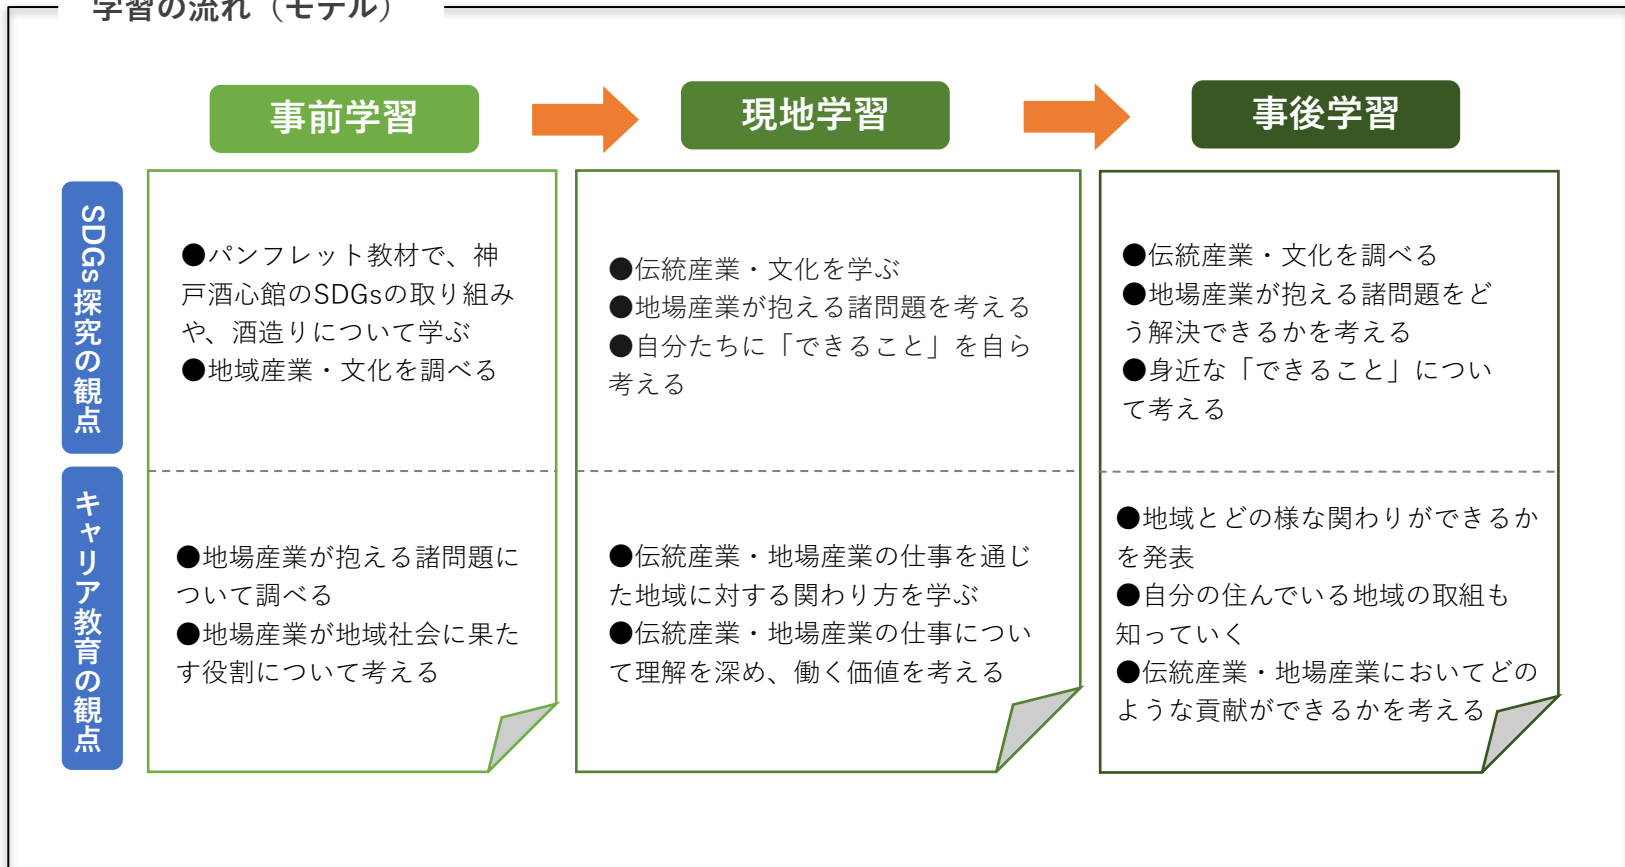 学習の流れ（モデル）
事前学習
現地学習
事後学習
SDGs探究の観点
●パンフレット教材で、神
戸酒心館のSDGsの取り組み
や、酒造りについて学ぶ
●地域産業・文化を調べる
●伝統産業・文化を学ぶ
●地場産業が抱える諸問題を考える
●自分たちに「できること」を自ら
考える
●伝統産業・文化を調べる
●地場産業が抱える諸問題をど
う解決できるかを考える
●身近な「できること」につい
て考える
キャリア教育の観点
●地場産業が抱える諸問題に
ついて調べる
●地場産業が地域社会に果た
す役割について考える
●伝統産業・地場産業の仕事を通じ
た地域に対する関わり方を学ぶ
●伝統産業・地場産業の仕事につい
て理解を深め、働く価値を考える
●地域とどの様な関わりができるか
を発表
●自分の住んでいる地域の取組も
知っていく
●伝統産業・地場産業においてどの
ような貢献ができるかを考える